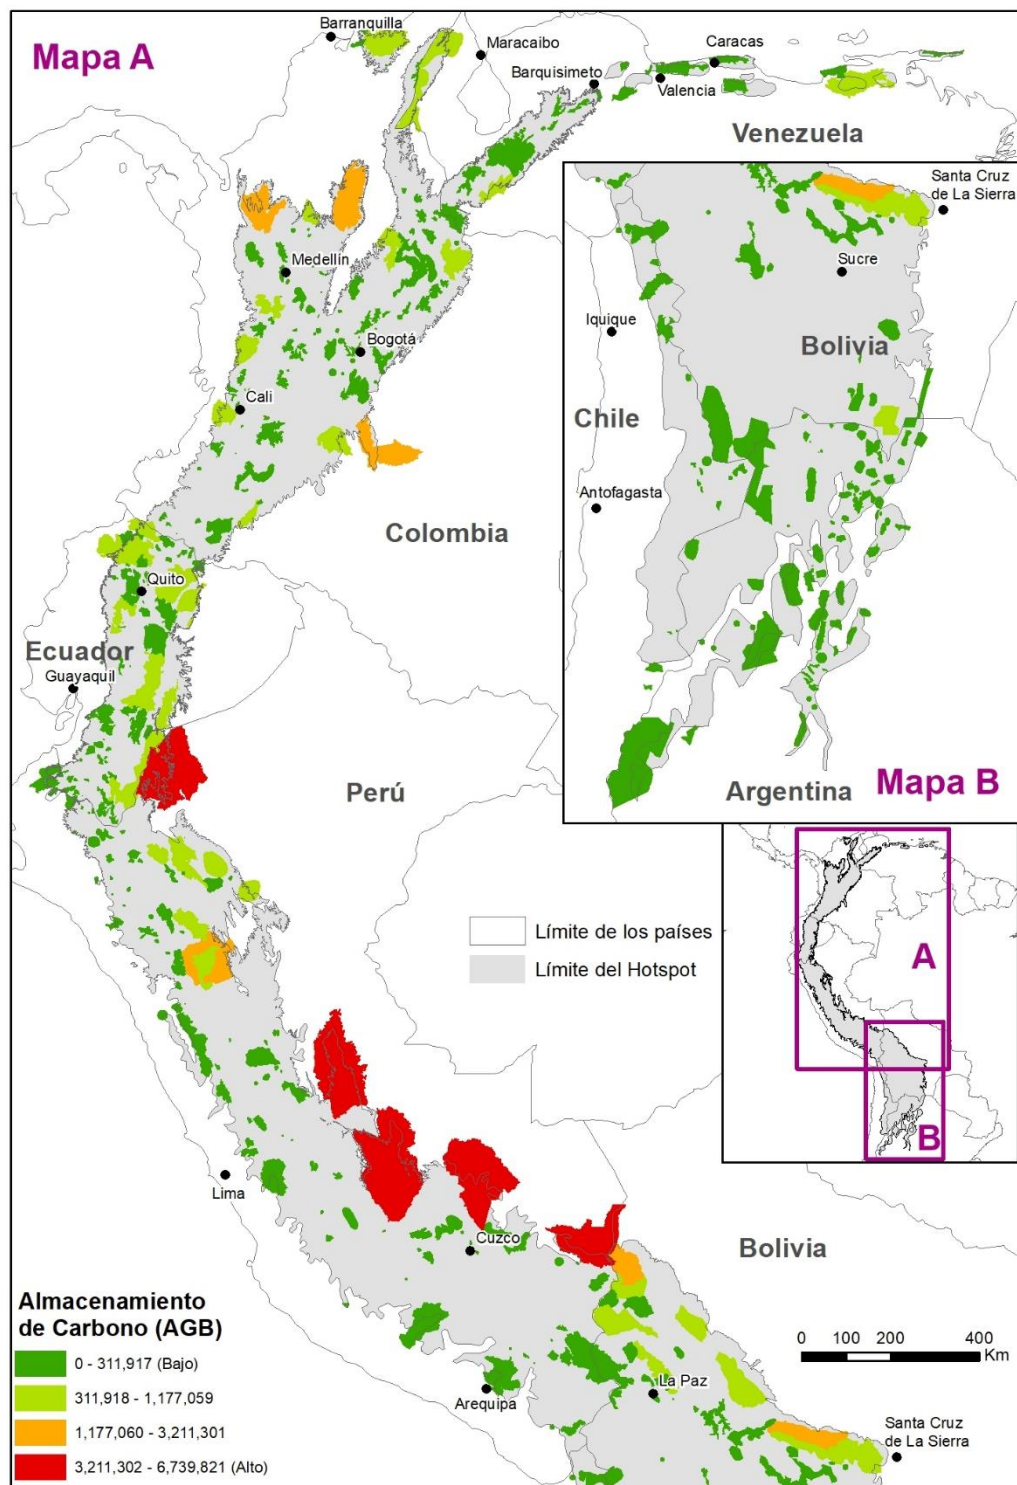 Mapa A
Barranquilla
Maracaibo
Caracas
Barquisimeto
Valencia
Venezuela
Medellín
Bogotá
Cali
Colombia
Quito
Ecuador
Guayaquil
Perú
Límite de los países
Límite del Hotspot
Lima
Cuzco
Bolivia
Arequipa
La Paz
Santa Cruz
de La Sierra
Almacenamiento
de Carbono (AGB)
0 - 311,917 (Bajo)
311,918 - 1,177,059
1,177,060 - 3,211,301
3,211,302 - 6,739,821 (Alto)
0 100 200 400
Km
Santa Cruz
de La Sierra
Sucre
Iquique
Bolivia
Chile
Antofagasta
Argentina
Mapa B
A
B